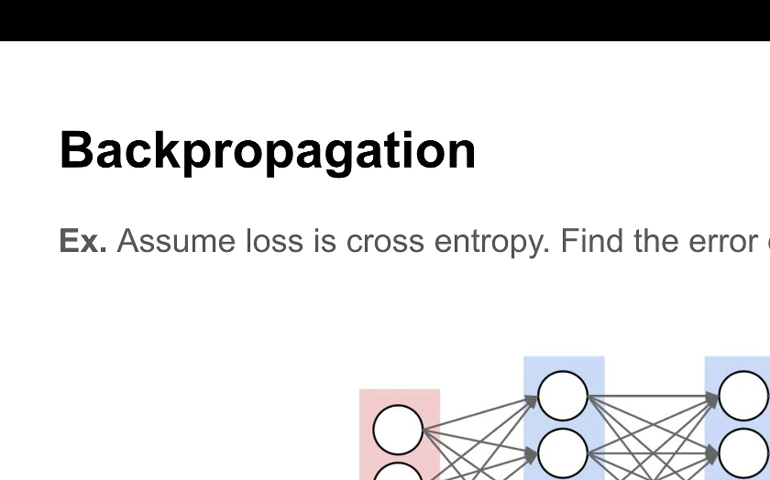 Backpropagation
Ex. Assume loss is cross entropy. Find the error